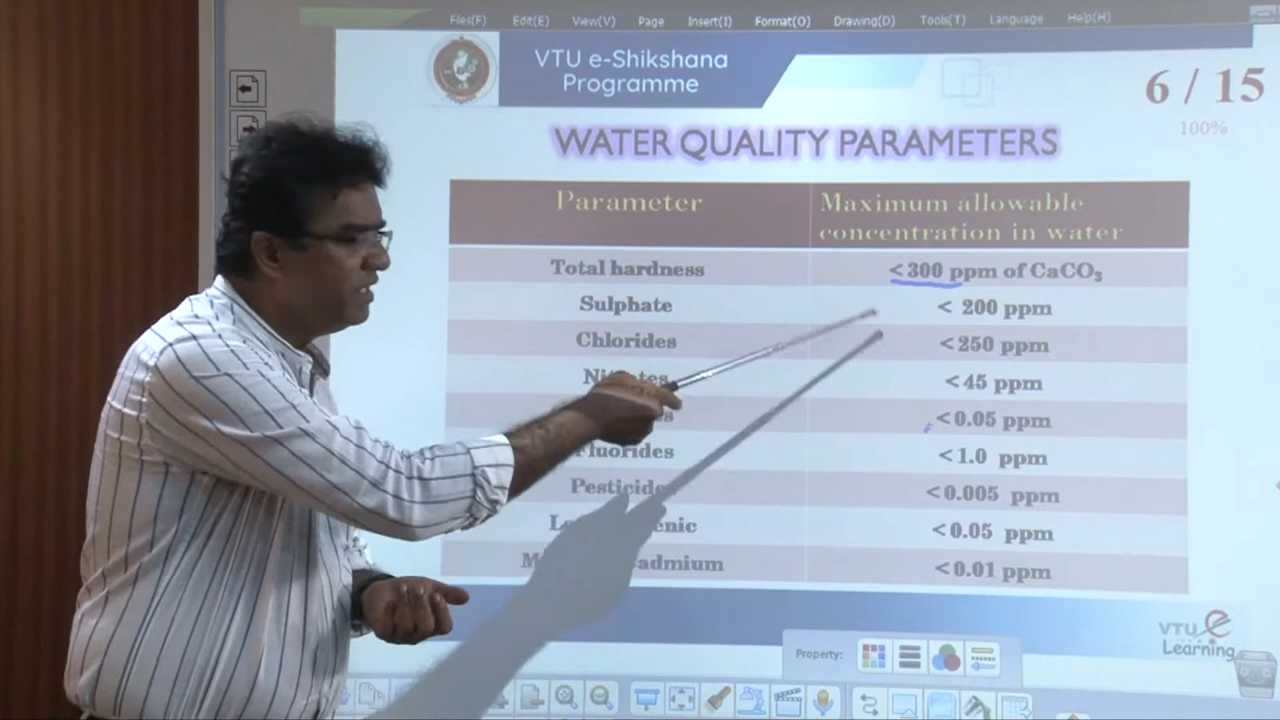 Files(F) Edit(E) View(V) Page Insert(I) Format(O) Drawing(D) Tools(T) Language Help(H)
VTU e-Shikshana
Programme
6 / 15
100%
WATER QUALITY PARAMETERS
Parameter Maximum allowable
concentration in water
Total hardness <300 ppm of CaCO₃
Sulphate < 200 ppm
Chlorides <250 ppm
<45 ppm
<0.05 ppm
Fluorides <1.0 ppm
<0.005 ppm
<0.05 ppm
<0.01 ppm
VTU e
Learning
Property: